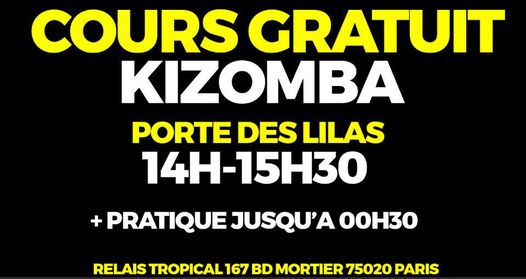 COURS GRATUIT
KIZOMBA
PORTE DES LILAS
14H-15H30
+ PRATIQUE JUSQU'A 00H30
RELAIS TROPICAL 167 BD MORTIER 75020 PARIS